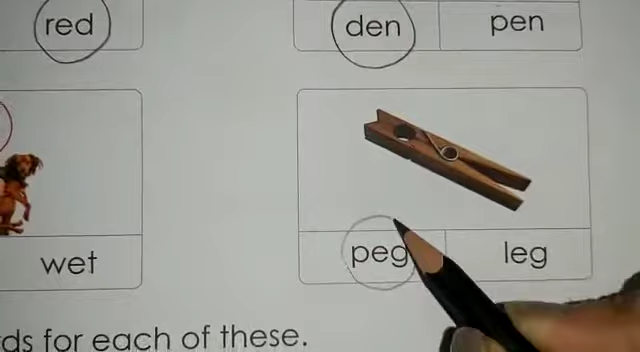 red den pen
wet peg leg
ds for each of these.